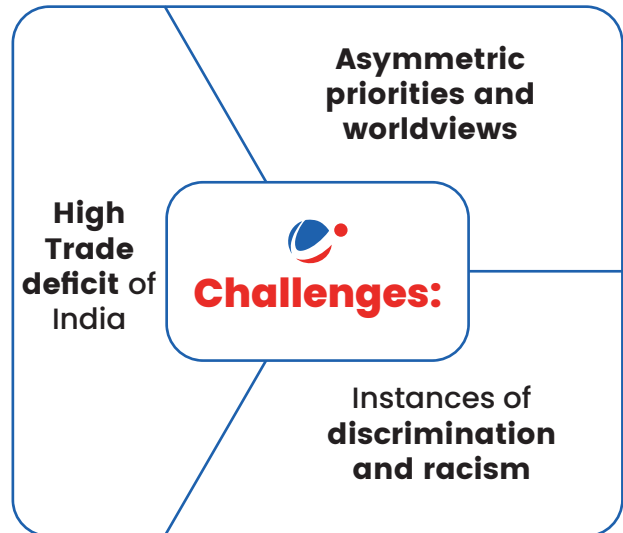 Asymmetric
priorities and
worldviews
High
Trade
deficit of
India
Challenges:
Instances of
discrimination
and racism